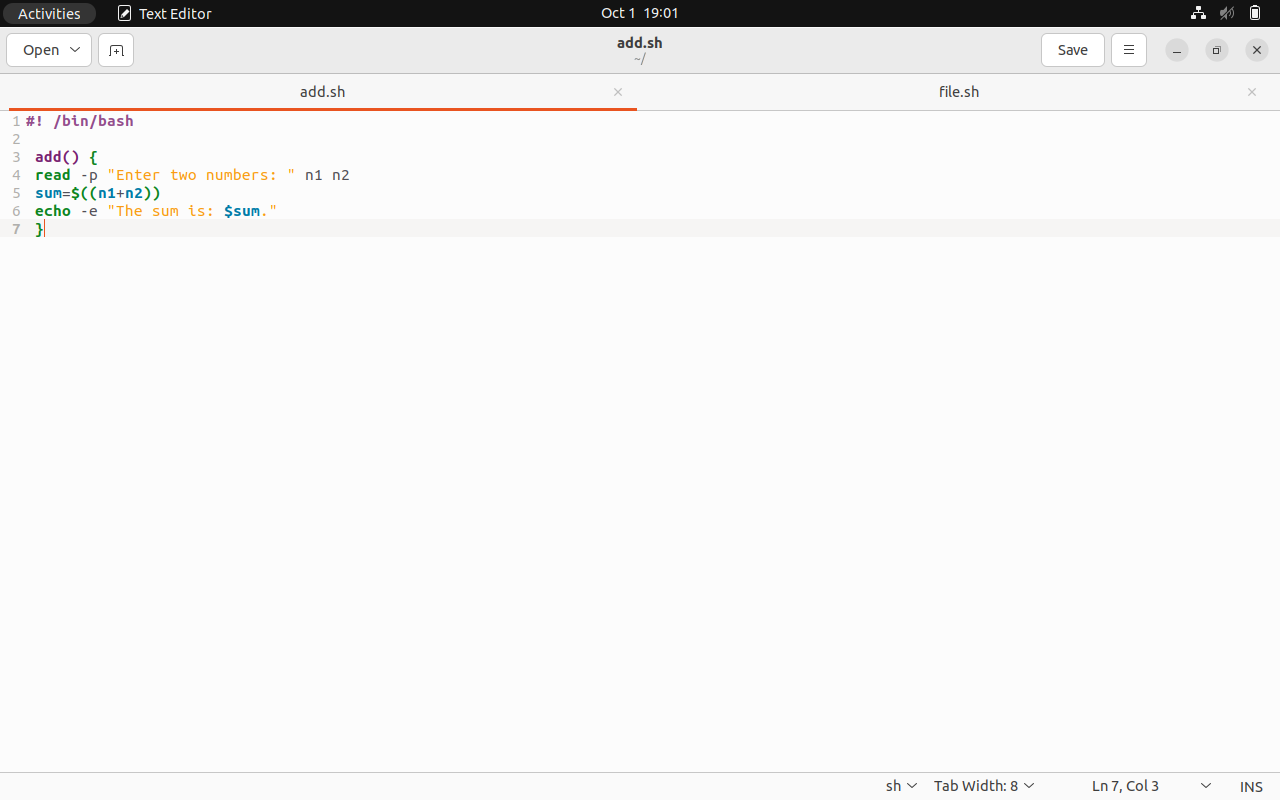 Activities Text Editor Oct 1 19:01
Open add.sh Save
~/
add.sh file.sh
1 #! /bin/bash
2
3 add() {
4 read -p "Enter two numbers: " n1 n2
5 sum=$((n1+n2))
6 echo -e "The sum is: $sum."
7 }
sh Tab Width: 8 Ln 7, Col 3 INS